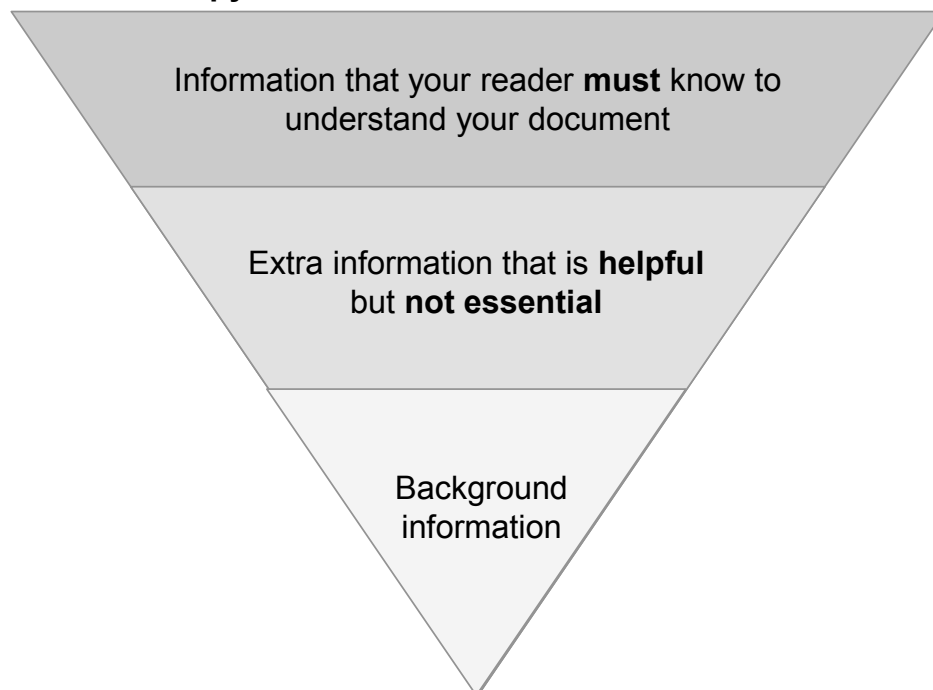 Information that your reader must know to
understand your document
Extra information that is helpful
but not essential
Background
information